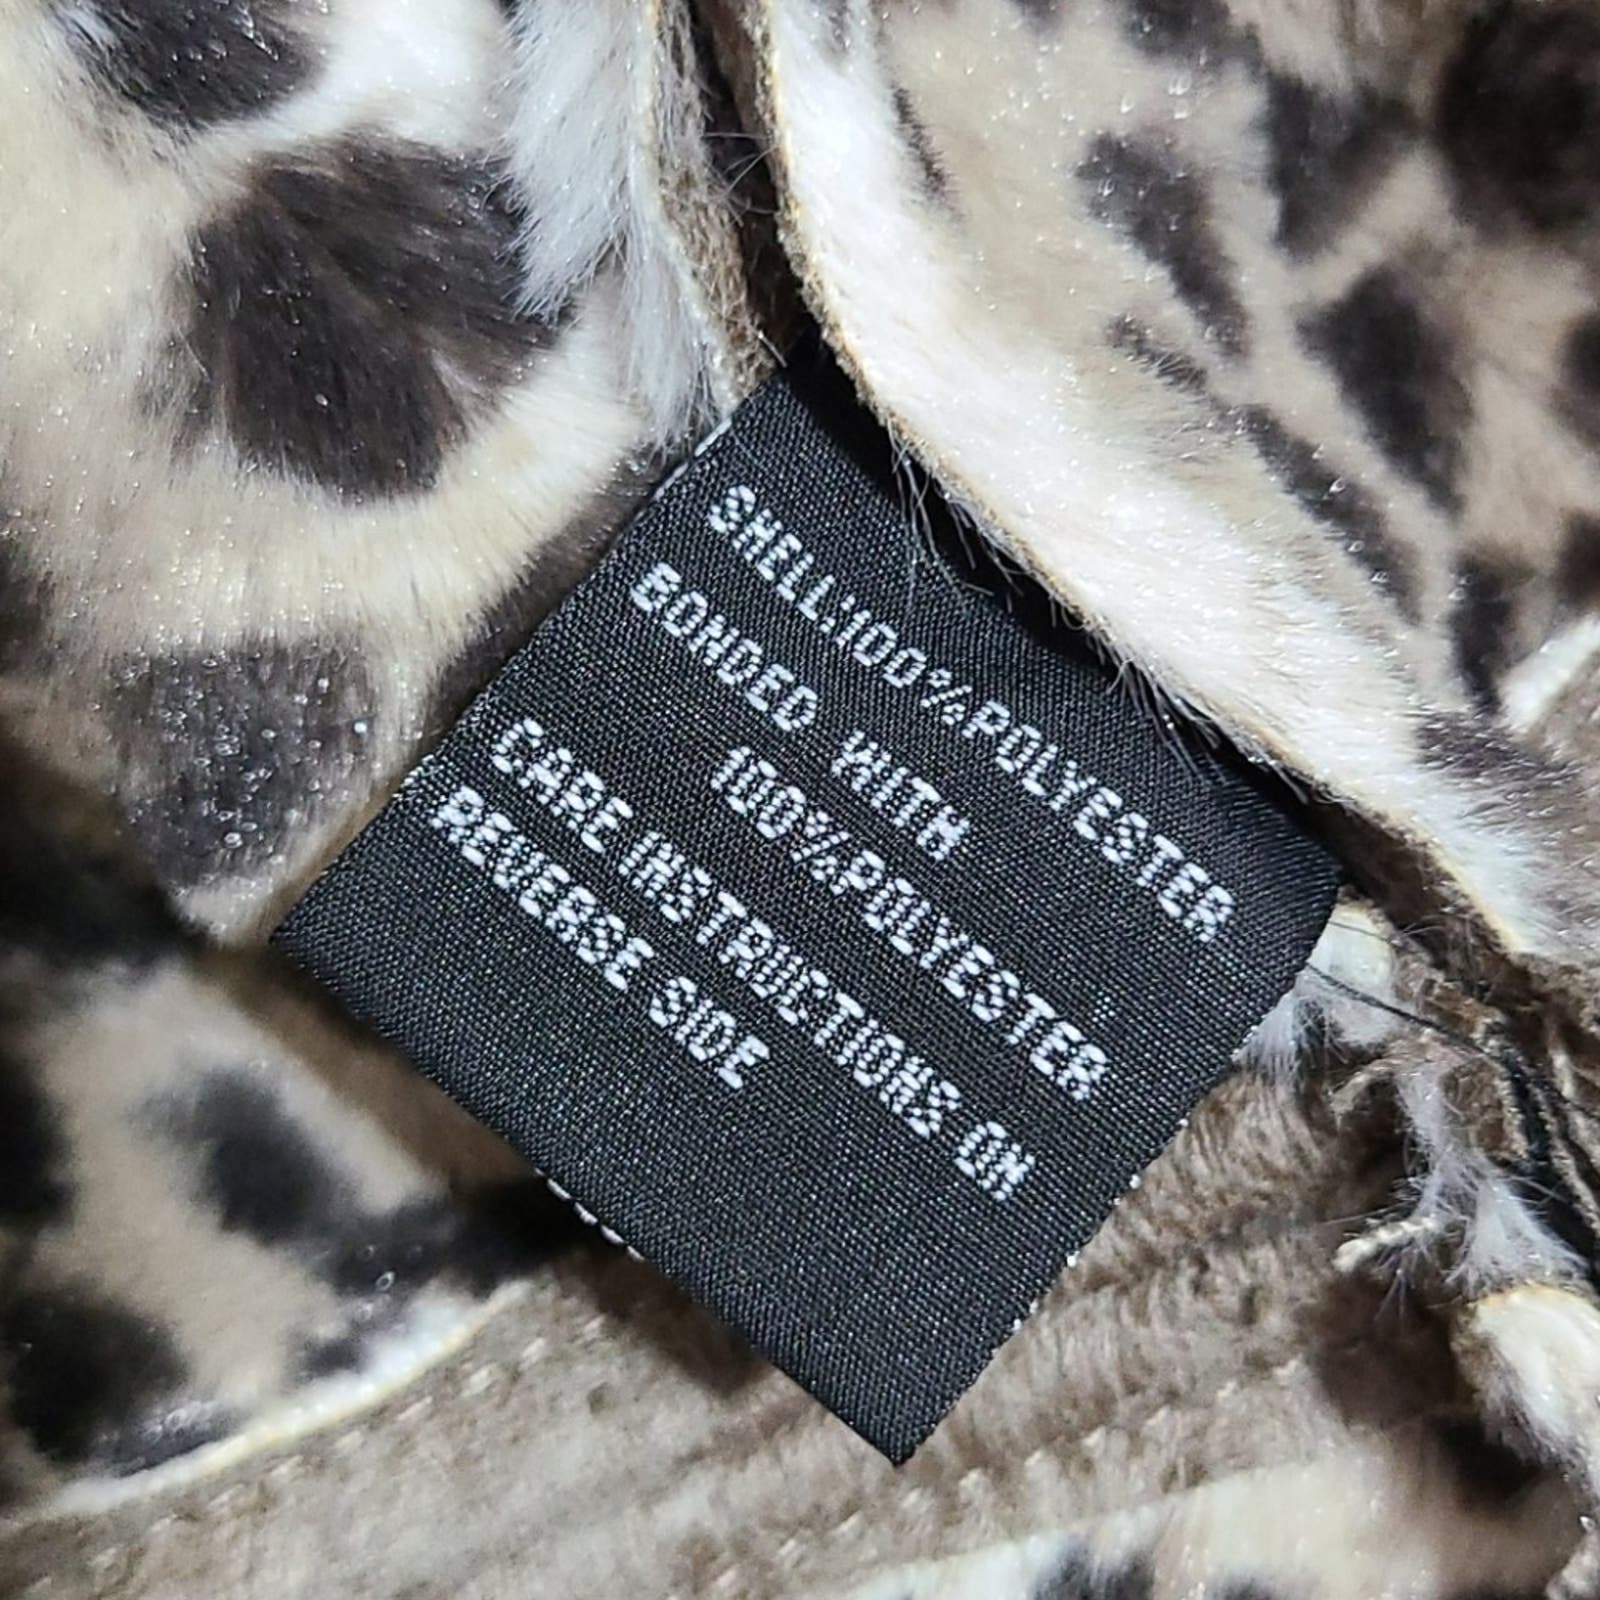 SHELL:100%POLYESTER
BONDED WITH
100%POLYESTER
CARE INSTRUCTIONS ON
REVERSE SIDE